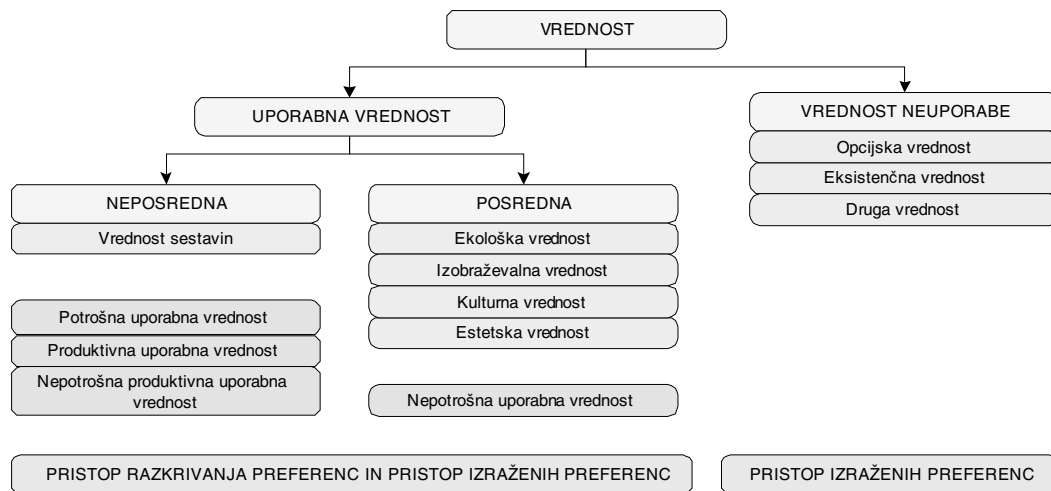 VREDNOST
UPORABNA VREDNOST
VREDNOST NEUPORABE
Opcijska vrednost
Eksistenčna vrednost
Druga vrednost
NEPOSREDNA
Vrednost sestavin
Potrošna uporabna vrednost
Produktivna uporabna vrednost
Nepotrošna produktivna uporabna
vrednost
POSREDNA
Ekološka vrednost
Izobraževalna vrednost
Kulturna vrednost
Estetska vrednost
Nepotrošna uporabna vrednost
PRISTOP RAZKRIVANJA PREFERENC IN PRISTOP IZRAŽENIH PREFERENC
PRISTOP IZRAŽENIH PREFERENC